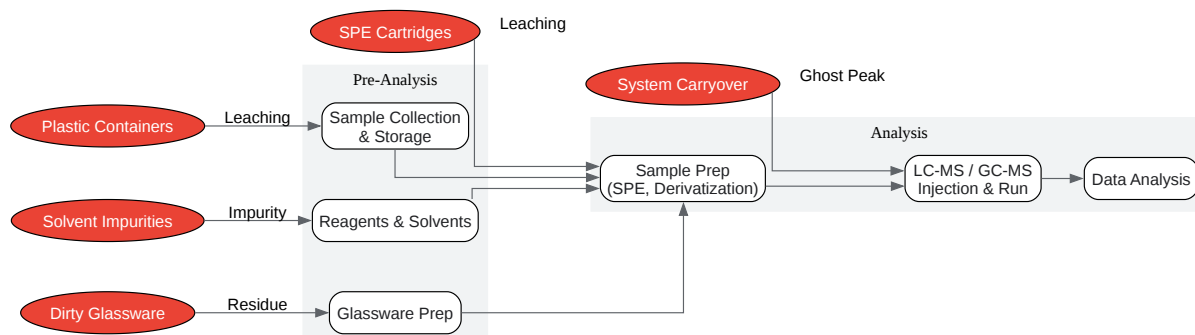 SPE Cartridges
Leaching
Pre-Analysis
System Carryover
Ghost Peak
Plastic Containers
Leaching
Sample Collection
& Storage
Analysis
Sample Prep
(SPE, Derivatization)
LC-MS / GC-MS
Injection & Run
Data Analysis
Solvent Impurities
Impurity
Reagents & Solvents
Dirty Glassware
Residue
Glassware Prep